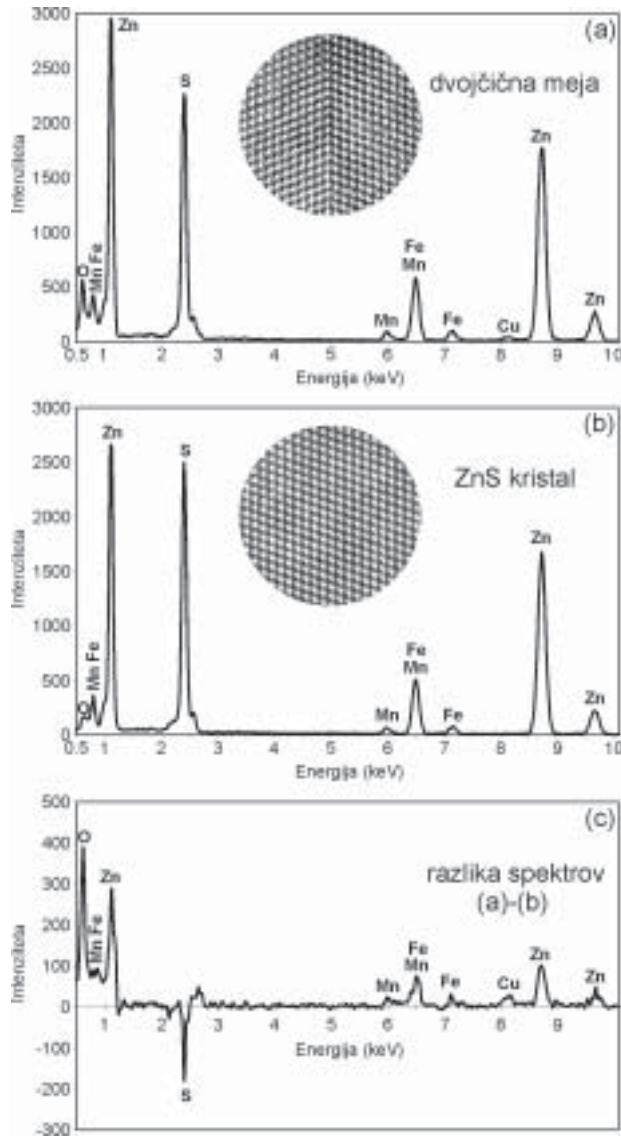 (a)
dvojčična meja
Intenziteta
3000
2500
2000
1500
1000
500
0
O
Mn Fe
Zn
S
Mn
Fe
Mn
Fe
Cu
Zn
Zn
0.5 1 2 3 4 5 6 7 8 9 10
Energija (keV)
(b)
ZnS kristal
Intenziteta
3000
2500
2000
1500
1000
500
0
O
Mn Fe
Zn
S
Mn
Fe
Mn
Fe
Zn
Zn
0.5 1 2 3 4 5 6 7 8 9 10
Energija (keV)
(c)
razlika spektrov
(a)-(b)
Intenziteta
500
400
300
200
100
0
-100
-200
-300
O
Mn Fe
Zn
S
Mn
Fe
Mn
Fe
Cu
Zn
Zn
1 2 3 4 5 6 7 8 9 10
Energija (keV)